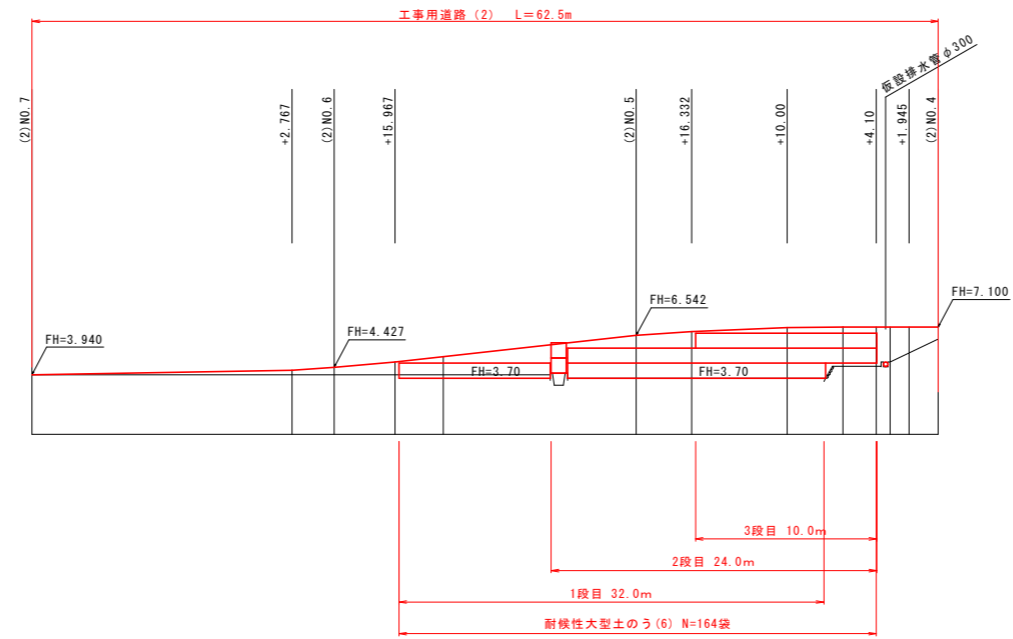 工事用道路（2） L=62.5m
仮設排水管φ300
(2)NO.7
+2.767
(2)NO.6
+15.967
(2)NO.5
+16.332
+10.00
+4.10
+1.945
(2)NO.4
FH=3.940
FH=4.427
FH=6.542
FH=7.100
FH=3.70
FH=3.70
3段目 10.0m
2段目 24.0m
1段目 32.0m
耐候性大型土のう(6) N=164袋